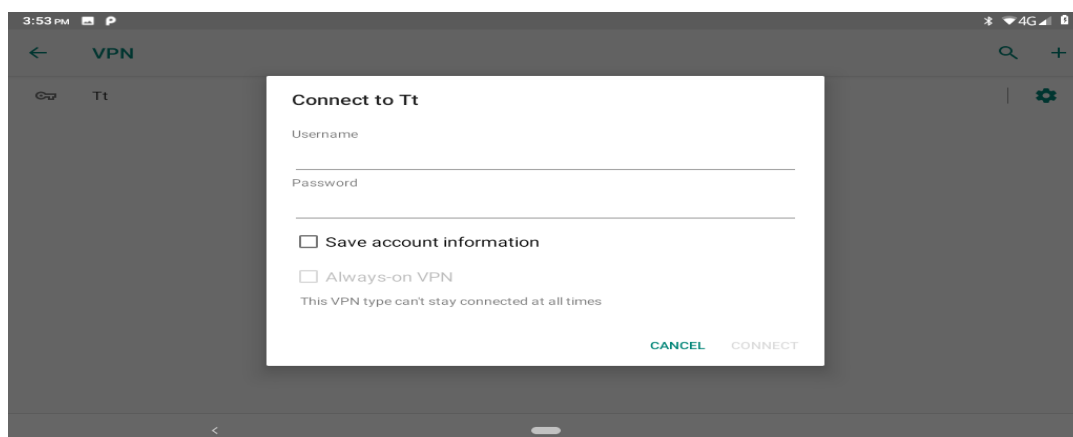 3:53 PM 4G
VPN
Tt
Connect to Tt
Username
Password
Save account information
Always-on VPN
This VPN type can't stay connected at all times
CANCEL CONNECT